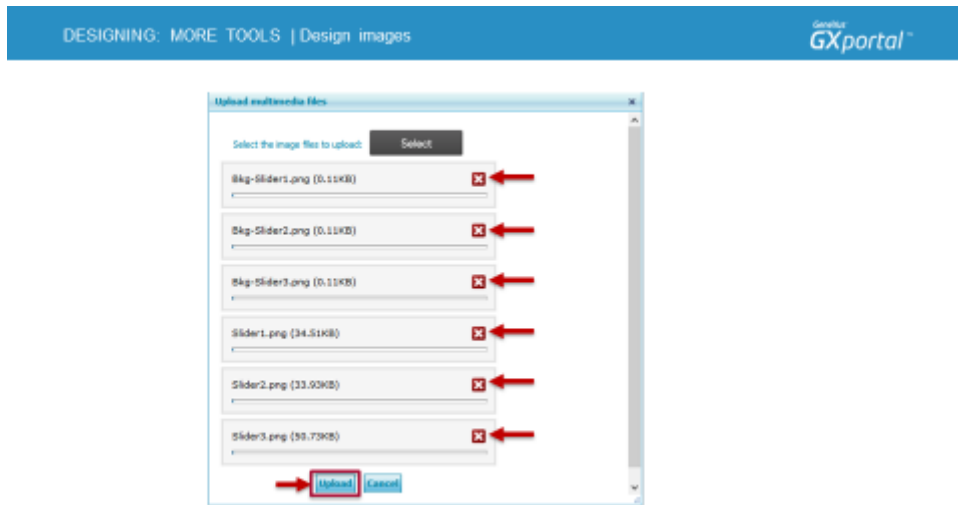 DESIGNING: MORE TOOLS | Design images
GeneXus
GXportal™
Upload multimedia files
Select the image files to upload:
Select
Bkg-Slider1.png (0.11KB)
Bkg-Slider2.png (0.11KB)
Bkg-Slider3.png (0.11KB)
Slider1.png (34.51KB)
Slider2.png (33.93KB)
Slider3.png (50.73KB)
Upload
Cancel